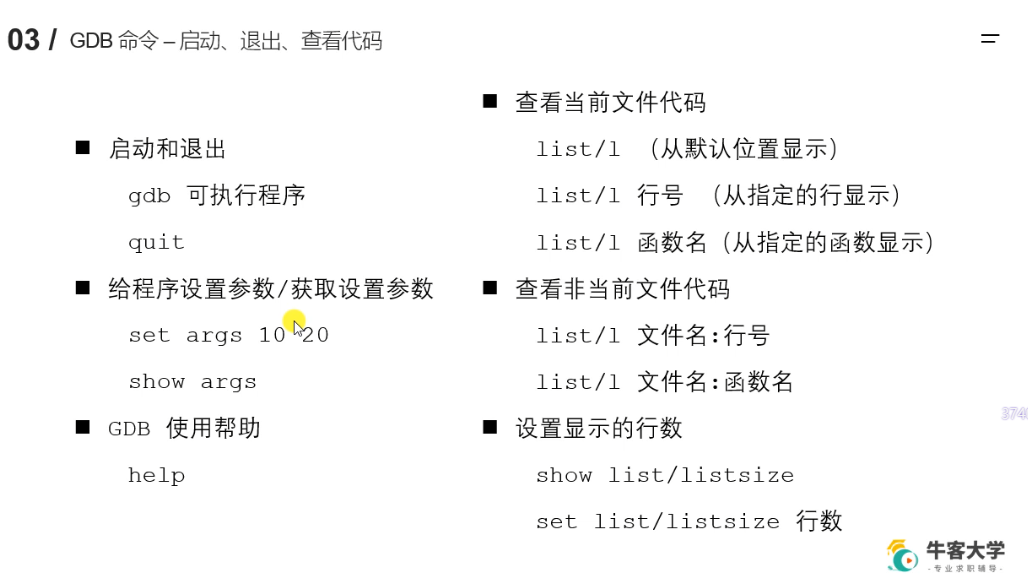 03 / GDB 命令 – 启动、退出、查看代码
■ 启动和退出
gdb 可执行程序
quit
■ 给程序设置参数/获取设置参数
set args 10 20
show args
■ GDB 使用帮助
help
■ 查看当前文件代码
list/l （从默认位置显示）
list/l 行号 （从指定的行显示）
list/l 函数名（从指定的函数显示）
■ 查看非当前文件代码
list/l 文件名:行号
list/l 文件名:函数名
■ 设置显示的行数
show list/listsize
set list/listsize 行数
牛客大学
·专业求职辅导·